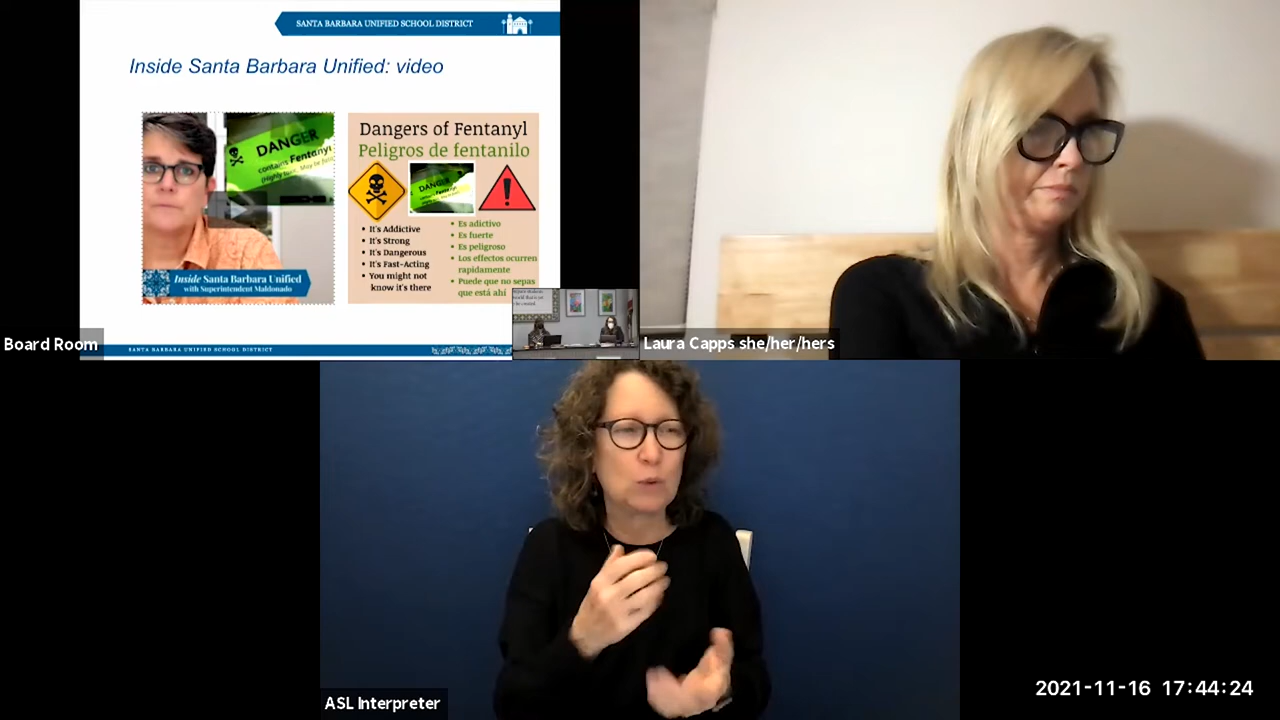 SANTA BARBARA UNIFIED SCHOOL DISTRICT
Inside Santa Barbara Unified: video
DANGER
contains Fentanyl
Inside Santa Barbara Unified
with Superintendent Maldonado
Dangers of Fentanyl
Peligros de fentanilo
DANGER
• It's Addictive
• It's Strong
• It's Dangerous
• It's Fast-Acting
• You might not
know it's there
• Es adictivo
• Es fuerte
• Es peligroso
• Los effectos ocurren
rapidamente
• Puede que no sepas
que está ahí
Board Room
SANTA BARBARA UNIFIED SCHOOL DISTRICT
Laura Capps she/her/hers
ASL Interpreter
2021-11-16 17:44:24